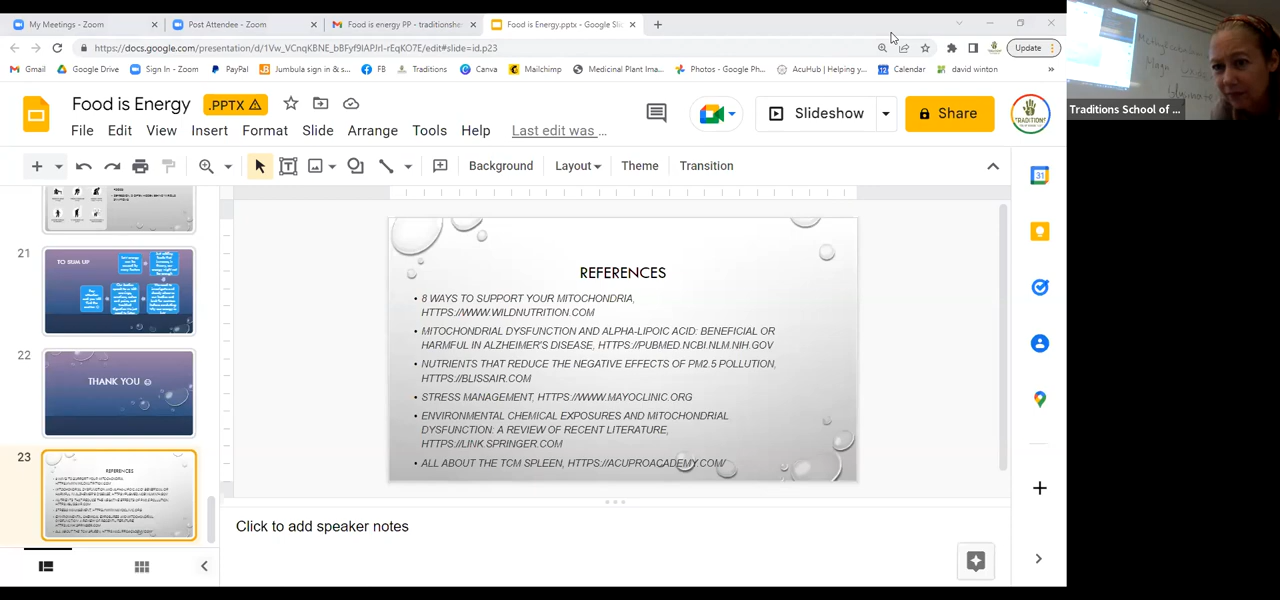 My Meetings - Zoom
Post Attendee - Zoom
Food is energy PP - traditionshe
Food is Energy.pptx - Google Sli
https://docs.google.com/presentation/d/1Vw_VCnqKBNE_bBFyf9IAPJrI-rEqKO7E/edit#slide=id.p23
Update
Gmail
Google Drive
Sign In - Zoom
PayPal
Jumbula sign in & s...
FB
Traditions
Canva
Mailchimp
Medicinal Plant Ima...
Photos - Google Ph...
AcuHub | Helping y...
Calendar
david winton
»
Traditions School of ...
Food is Energy
.PPTX
Slideshow
Share
File Edit View Insert Format Slide Arrange Tools Help Last edit was ...
Background
Layout
Theme
Transition
21
TO SUM UP
22
THANK YOU ☺
23
REFERENCES
REFERENCES
• 8 WAYS TO SUPPORT YOUR MITOCHONDRIA,
HTTPS://WWW.WILDNUTRITION.COM
• MITOCHONDRIAL DYSFUNCTION AND ALPHA-LIPOIC ACID: BENEFICIAL OR
HARMFUL IN ALZHEIMER'S DISEASE, HTTPS://PUBMED.NCBI.NLM.NIH.GOV
• NUTRIENTS THAT REDUCE THE NEGATIVE EFFECTS OF PM2.5 POLLUTION,
HTTPS://BLISSAIR.COM
• STRESS MANAGEMENT, HTTPS://WWW.MAYOCLINIC.ORG
• ENVIRONMENTAL CHEMICAL EXPOSURES AND MITOCHONDRIAL
DYSFUNCTION: A REVIEW OF RECENT LITERATURE,
HTTPS://LINK.SPRINGER.COM
• ALL ABOUT THE TCM SPLEEN, HTTPS://ACUPROACADEMY.COM/
Click to add speaker notes
31